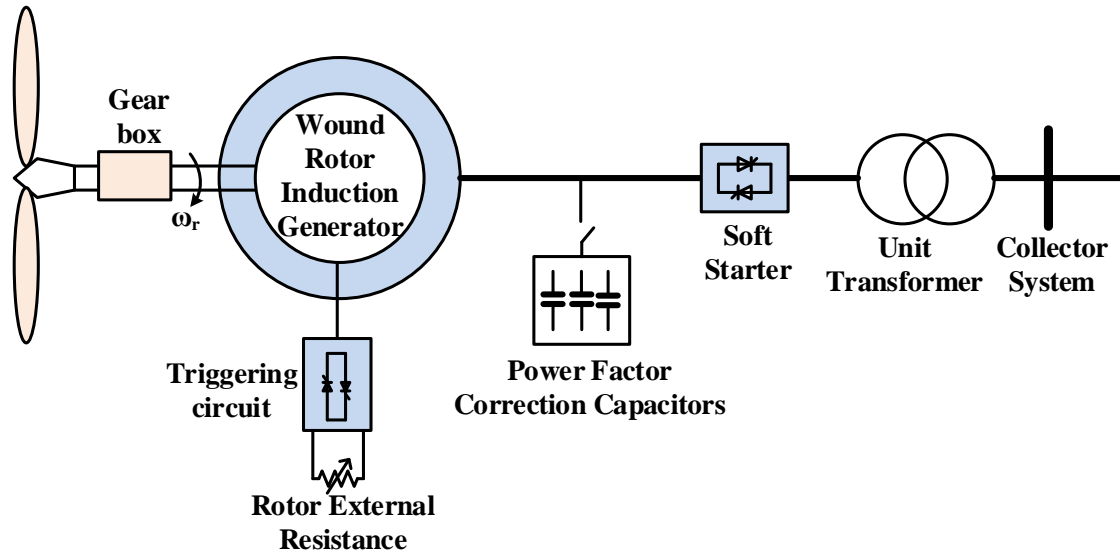 Gear
box
ωr
Wound
Rotor
Induction
Generator
Triggering
circuit
Rotor External
Resistance
Power Factor
Correction Capacitors
Soft
Starter
Unit
Transformer
Collector
System